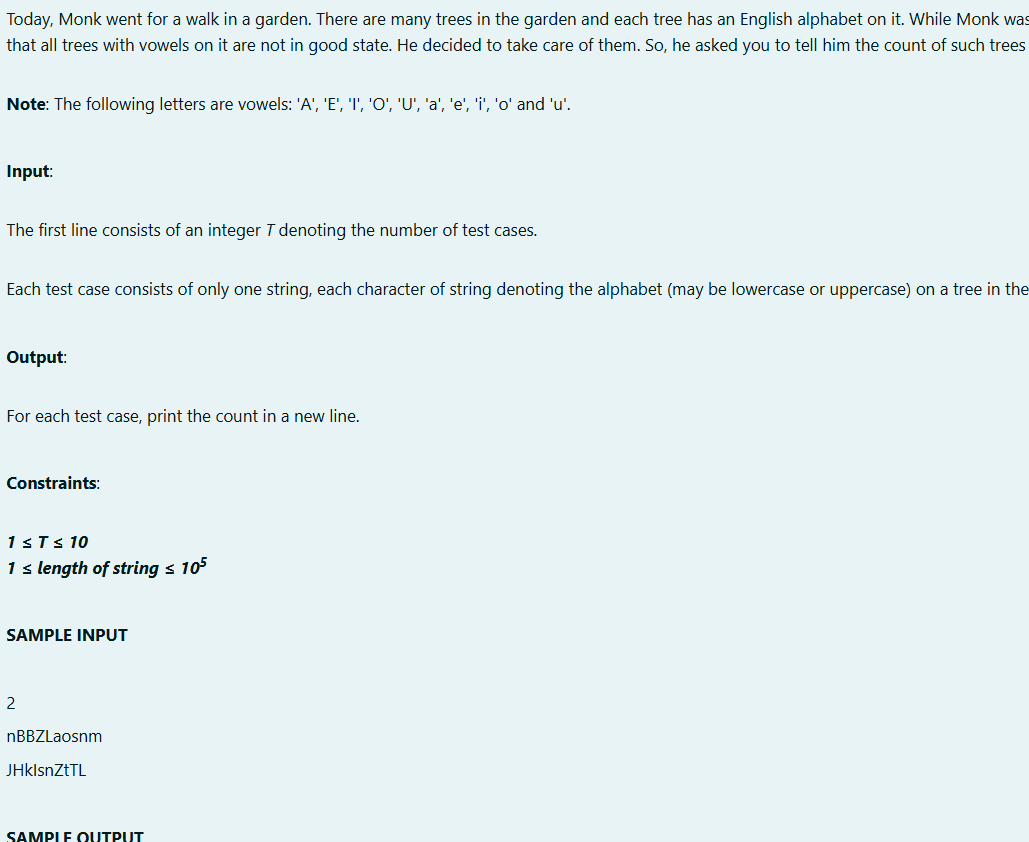 Today, Monk went for a walk in a garden. There are many trees in the garden and each tree has an English alphabet on it. While Monk was
that all trees with vowels on it are not in good state. He decided to take care of them. So, he asked you to tell him the count of such trees
Note: The following letters are vowels: 'A', 'E', 'I', 'O', 'U', 'a', 'e', 'i', 'o' and 'u'.
Input:
The first line consists of an integer T denoting the number of test cases.
Each test case consists of only one string, each character of string denoting the alphabet (may be lowercase or uppercase) on a tree in the
Output:
For each test case, print the count in a new line.
Constraints:
1 ≤ T ≤ 10
1 ≤ length of string ≤ 10⁵
SAMPLE INPUT
2
nBBZLaosnm
JHkIsnZtTL
SAMPLE OUTPUT